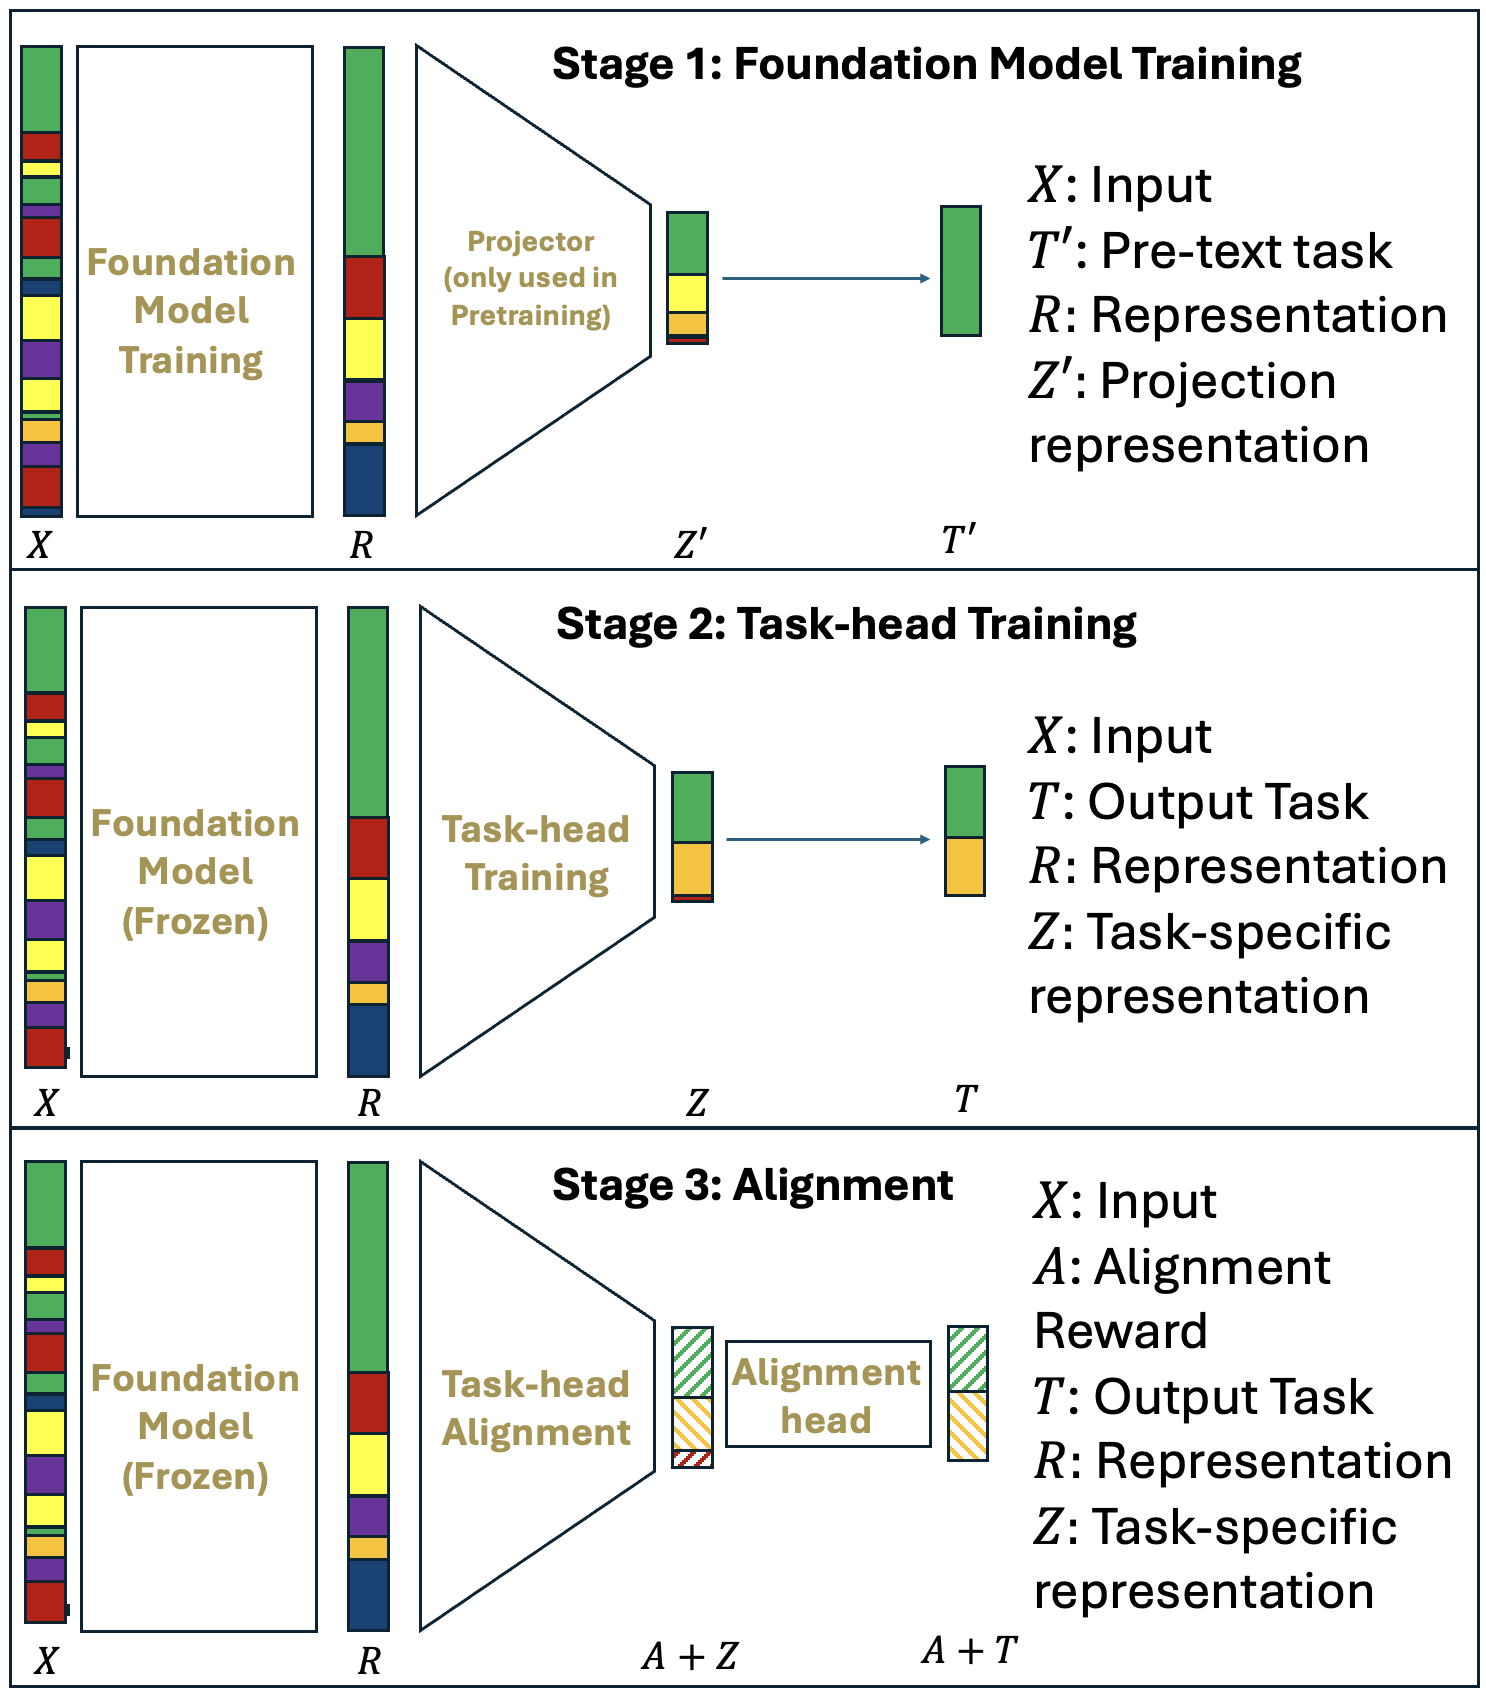 Stage 1: Foundation Model Training
Foundation
Model
Training
Projector
(only used in
Pretraining)
X: Input
T′: Pre-text task
R: Representation
Z′: Projection
representation
X
R
Z′
T′
Stage 2: Task-head Training
Foundation
Model
(Frozen)
Task-head
Training
X: Input
T: Output Task
R: Representation
Z: Task-specific
representation
X
R
Z
T
Stage 3: Alignment
Foundation
Model
(Frozen)
Task-head
Alignment
Alignment
head
X: Input
A: Alignment
Reward
T: Output Task
R: Representation
Z: Task-specific
representation
X
R
A + Z
A + T